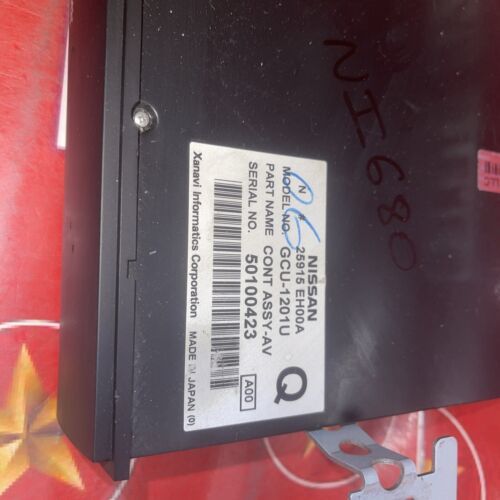 NISSAN
N # 25915 EH00A
MODEL NO. GCU-1201U
PART NAME CONT ASSY-AV
SERIAL NO. 50100423
A00
Q
Xanavi Informatics Corporation MADE IN JAPAN (0)
NI680